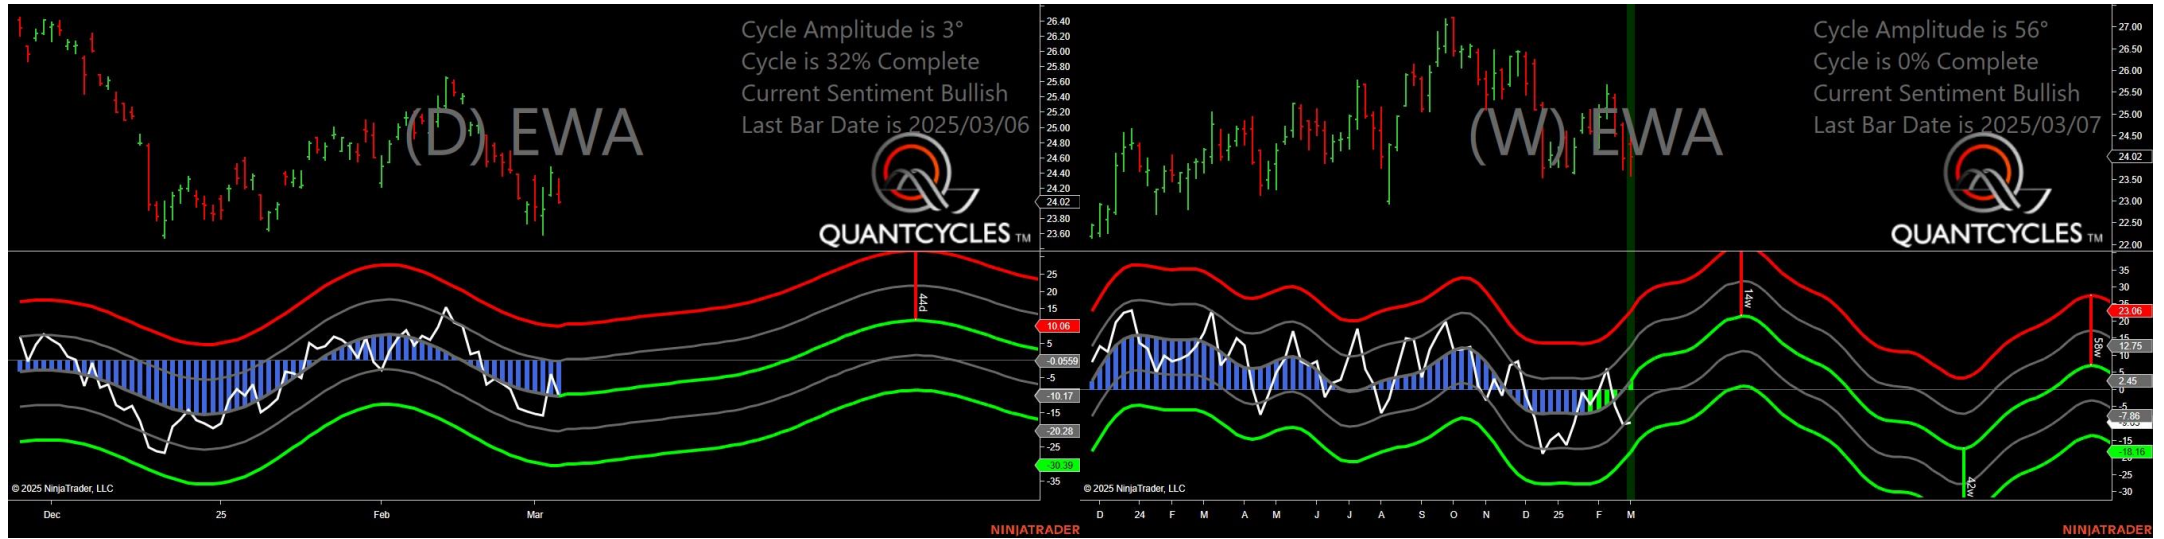 Cycle Amplitude is 3°
Cycle is 32% Complete
Current Sentiment Bullish
Last Bar Date is 2025/03/06
(D) EWA
QUANTCYCLES TM
26.40
26.20
26.00
25.80
25.60
25.40
25.20
25.00
24.80
24.60
24.40
24.20
24.02
23.80
23.60
44d
25
20
15
10.06
5
-0.0559
-5
-10.17
-15
-20.28
-25
-30.39
-35
© 2025 NinjaTrader, LLC
Dec
25
Feb
Mar
NINJATRADER
Cycle Amplitude is 56°
Cycle is 0% Complete
Current Sentiment Bullish
Last Bar Date is 2025/03/07
(W) EWA
QUANTCYCLES TM
27.00
26.50
26.00
25.50
25.00
24.50
24.02
23.50
23.00
22.50
22.00
14w
58w
42w
35
30
23.06
20
15
12.75
10
5
2.45
0
-5
-7.86
-15
-18.16
-25
-30
© 2025 NinjaTrader, LLC
D 24 F M A M J J A S O N D 25 F M
NINJATRADER